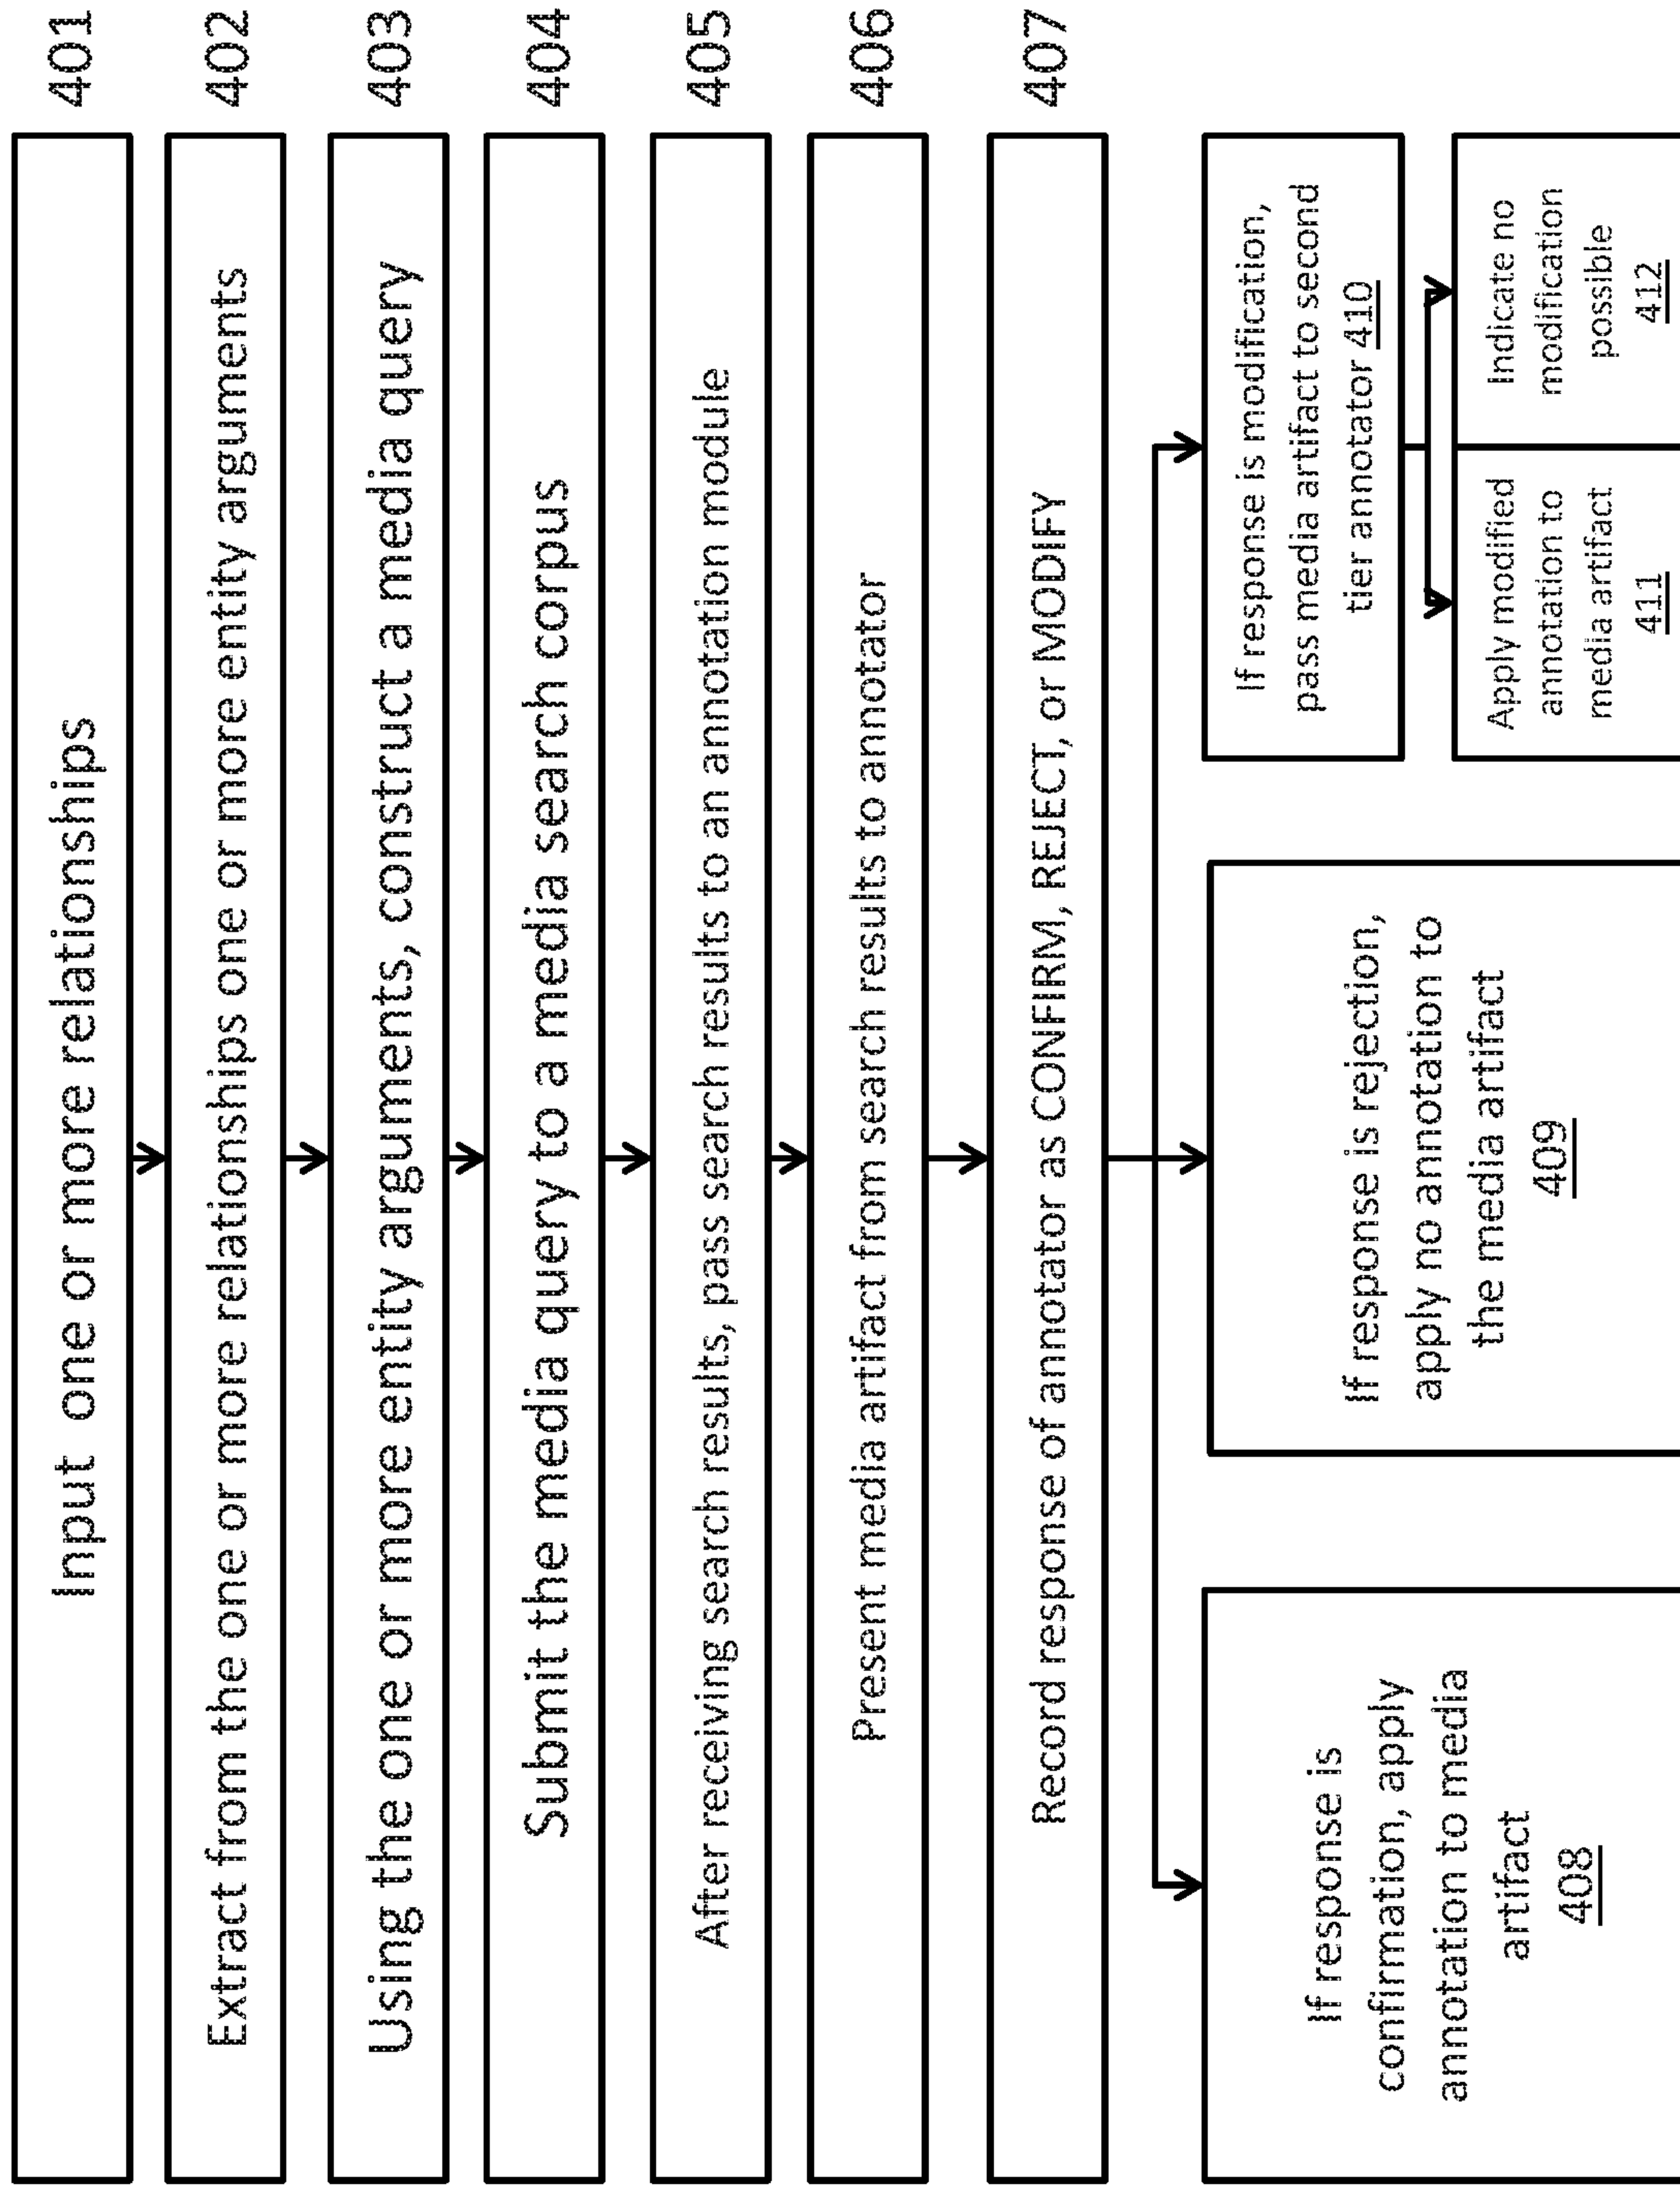 Input one or more relationships
401
Extract from the one or more relationships one or more entity arguments
402
Using the one or more entity arguments, construct a media query
403
Submit the media query to a media search corpus
404
After receiving search results, pass search results to an annotation module
405
Present media artifact from search results to annotator
406
Record response of annotator as CONFIRM, REJECT, or MODIFY
407
If response is
confirmation, apply
annotation to media
artifact
408
If response is rejection,
apply no annotation to
the media artifact
409
If response is modification,
pass media artifact to second
tier annotator 410
Apply modified
annotation to
media artifact
411
Indicate no
modification
possible
412